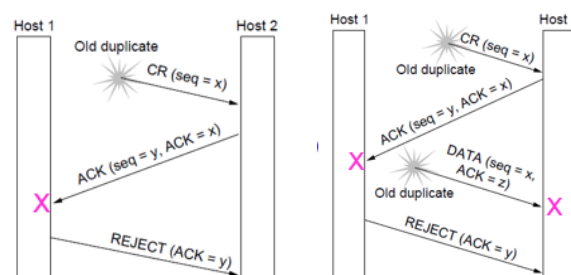 Host 1
Host 2
Old duplicate
CR (seq = x)
ACK (seq = y, ACK = x)
X
REJECT (ACK = y)
Host 1
Host
CR (seq = x)
Old duplicate
ACK (seq = y, ACK = x)
X
DATA (seq = x,
ACK = z)
Old duplicate
X
REJECT (ACK = y)